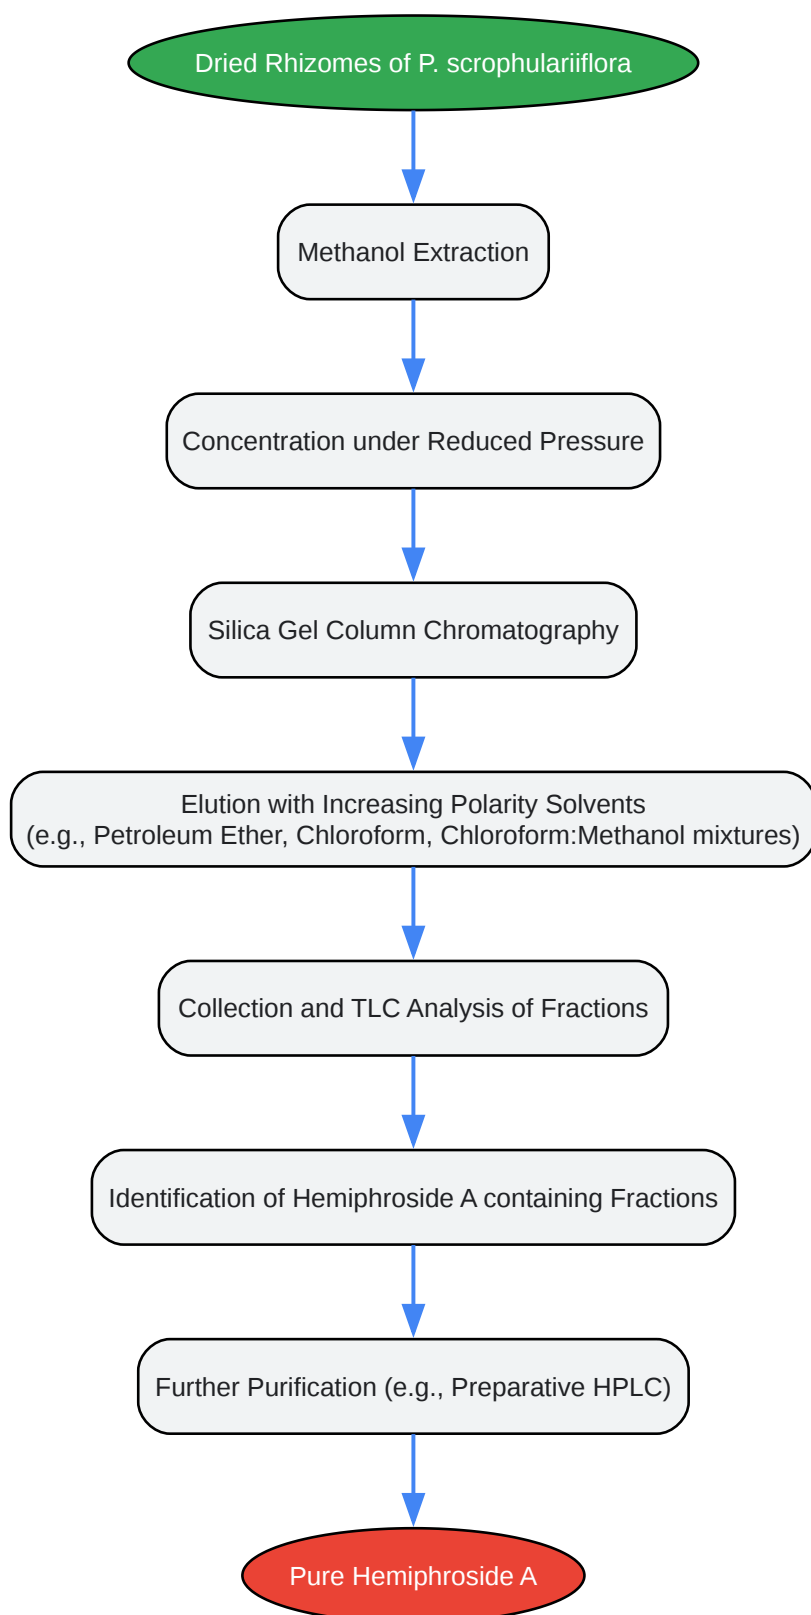 Dried Rhizomes of P. scrophulariiflora
Methanol Extraction
Concentration under Reduced Pressure
Silica Gel Column Chromatography
Elution with Increasing Polarity Solvents
(e.g., Petroleum Ether, Chloroform, Chloroform:Methanol mixtures)
Collection and TLC Analysis of Fractions
Identification of Hemiphroside A containing Fractions
Further Purification (e.g., Preparative HPLC)
Pure Hemiphroside A